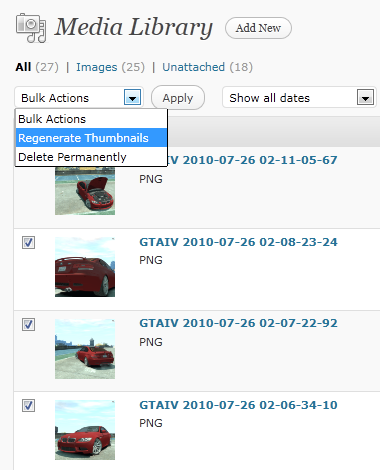 Media Library Add New
All (27) | Images (25) | Unattached (18)
Bulk Actions Apply Show all dates
Bulk Actions
Regenerate Thumbnails
Delete Permanently
GTAIV 2010-07-26 02-11-05-67
PNG
GTAIV 2010-07-26 02-08-23-24
PNG
GTAIV 2010-07-26 02-07-22-92
PNG
GTAIV 2010-07-26 02-06-34-10
PNG